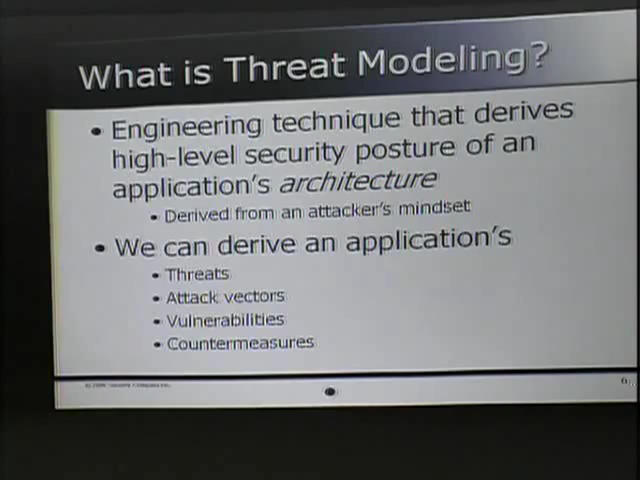 What is Threat Modeling?
• Engineering technique that derives
high-level security posture of an
application's architecture
• Derived from an attacker's mindset
• We can derive an application's
• Threats
• Attack vectors
• Vulnerabilities
• Countermeasures
6